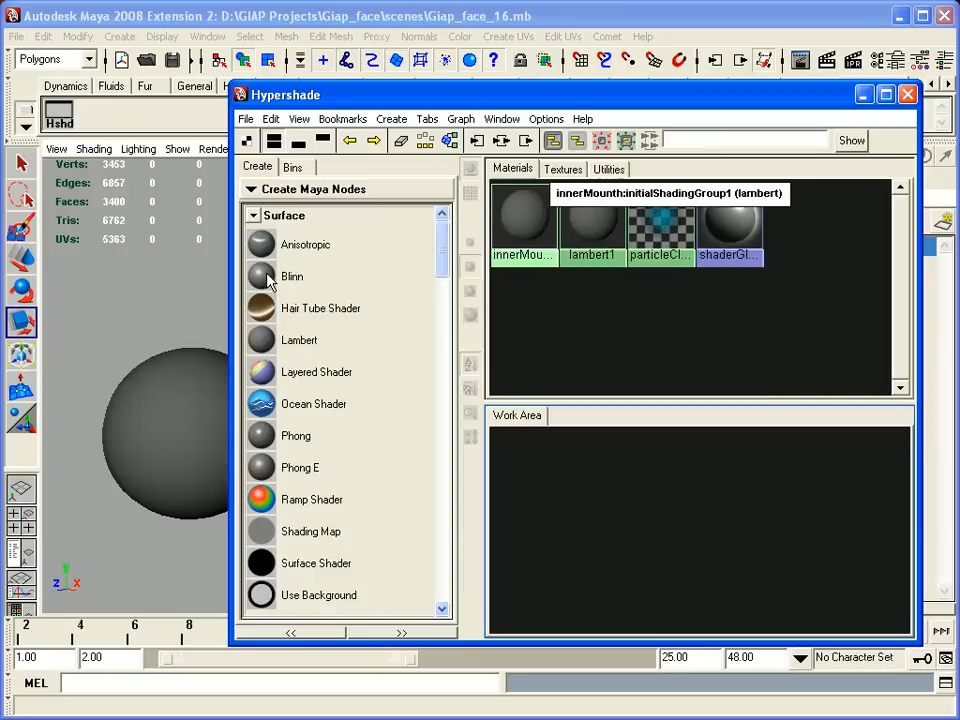 Autodesk Maya 2008 Extension 2: D:\GIAP Projects\Giap_face\scenes\Giap_face_16.mb
File Edit Modify Create Display Window Select Mesh Edit Mesh Proxy Normals Color Create UVs Edit UVs Comet Help
Polygons
Dynamics Fluids Fur General
Hshd
View Shading Lighting Show Rende
Verts: 3453 0 0
Edges: 6857 0 0
Faces: 3400 0 0
Tris: 6762 0 0
UVs: 5363 0 0
Hypershade
File Edit View Bookmarks Create Tabs Graph Window Options Help
Show
Create Bins
Create Maya Nodes
Surface
Anisotropic
Blinn
Hair Tube Shader
Lambert
Layered Shader
Ocean Shader
Phong
Phong E
Ramp Shader
Shading Map
Surface Shader
Use Background
<< >>
Materials Textures Utilities
innerMounth:initialShadingGroup1 (lambert)
innerMou... lambert1 particleCl... shaderGl...
Work Area
y
z x
2 4 6 8
1.00 2.00 25.00 48.00 No Character Set
MEL